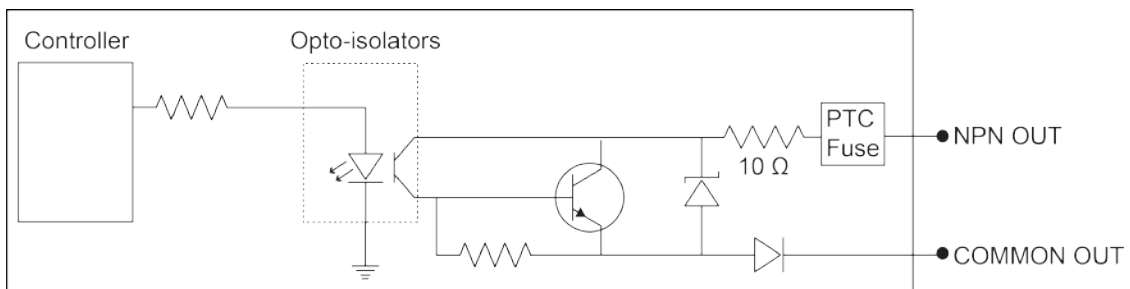 Controller
Opto-isolators
PTC
Fuse
NPN OUT
10 Ω
COMMON OUT